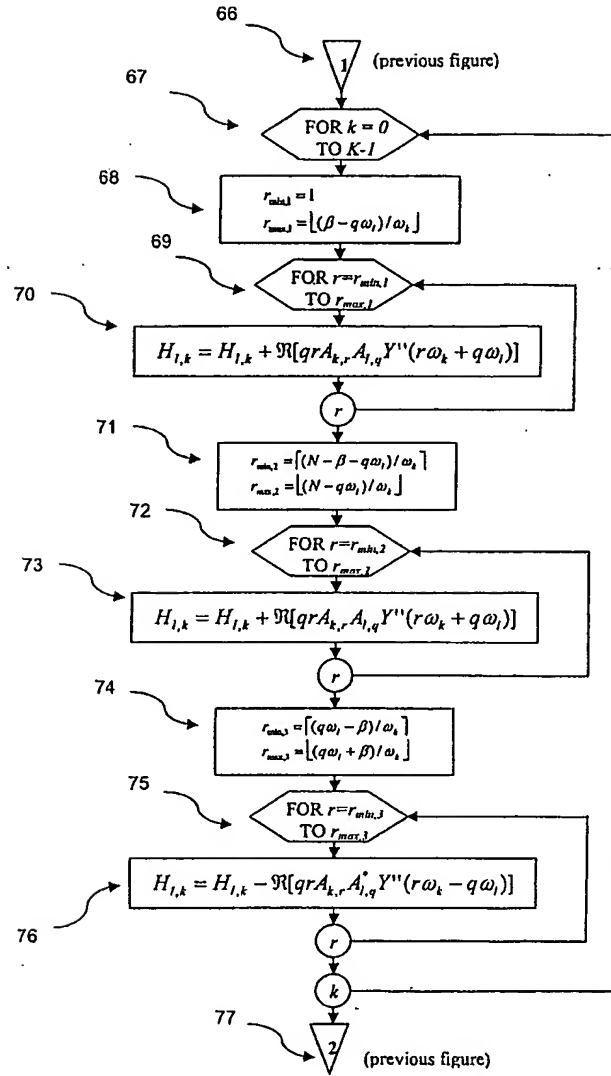 66
1 (previous figure)
67
FOR k = 0
TO K-1
68
r_min,1 = 1
r_max,1 = ⌊(β − qω_l)/ω_k⌋
69
FOR r=r_min,1
TO r_max,1
70
H_l,k = H_l,k + ℜ[qrA_k,r A_l,q Y''(rω_k + qω_l)]
r
71
r_min,2 = ⌈(N − β − qω_l)/ω_k⌉
r_max,2 = ⌊(N − qω_l)/ω_k⌋
72
FOR r=r_min,2
TO r_max,2
73
H_l,k = H_l,k + ℜ[qrA_k,r A_l,q Y''(rω_k + qω_l)]
r
74
r_min,3 = ⌈(qω_l − β)/ω_k⌉
r_max,3 = ⌊(qω_l + β)/ω_k⌋
75
FOR r=r_min,3
TO r_max,3
76
H_l,k = H_l,k − ℜ[qrA_k,r A*_l,q Y''(rω_k − qω_l)]
r
k
77
2 (previous figure)